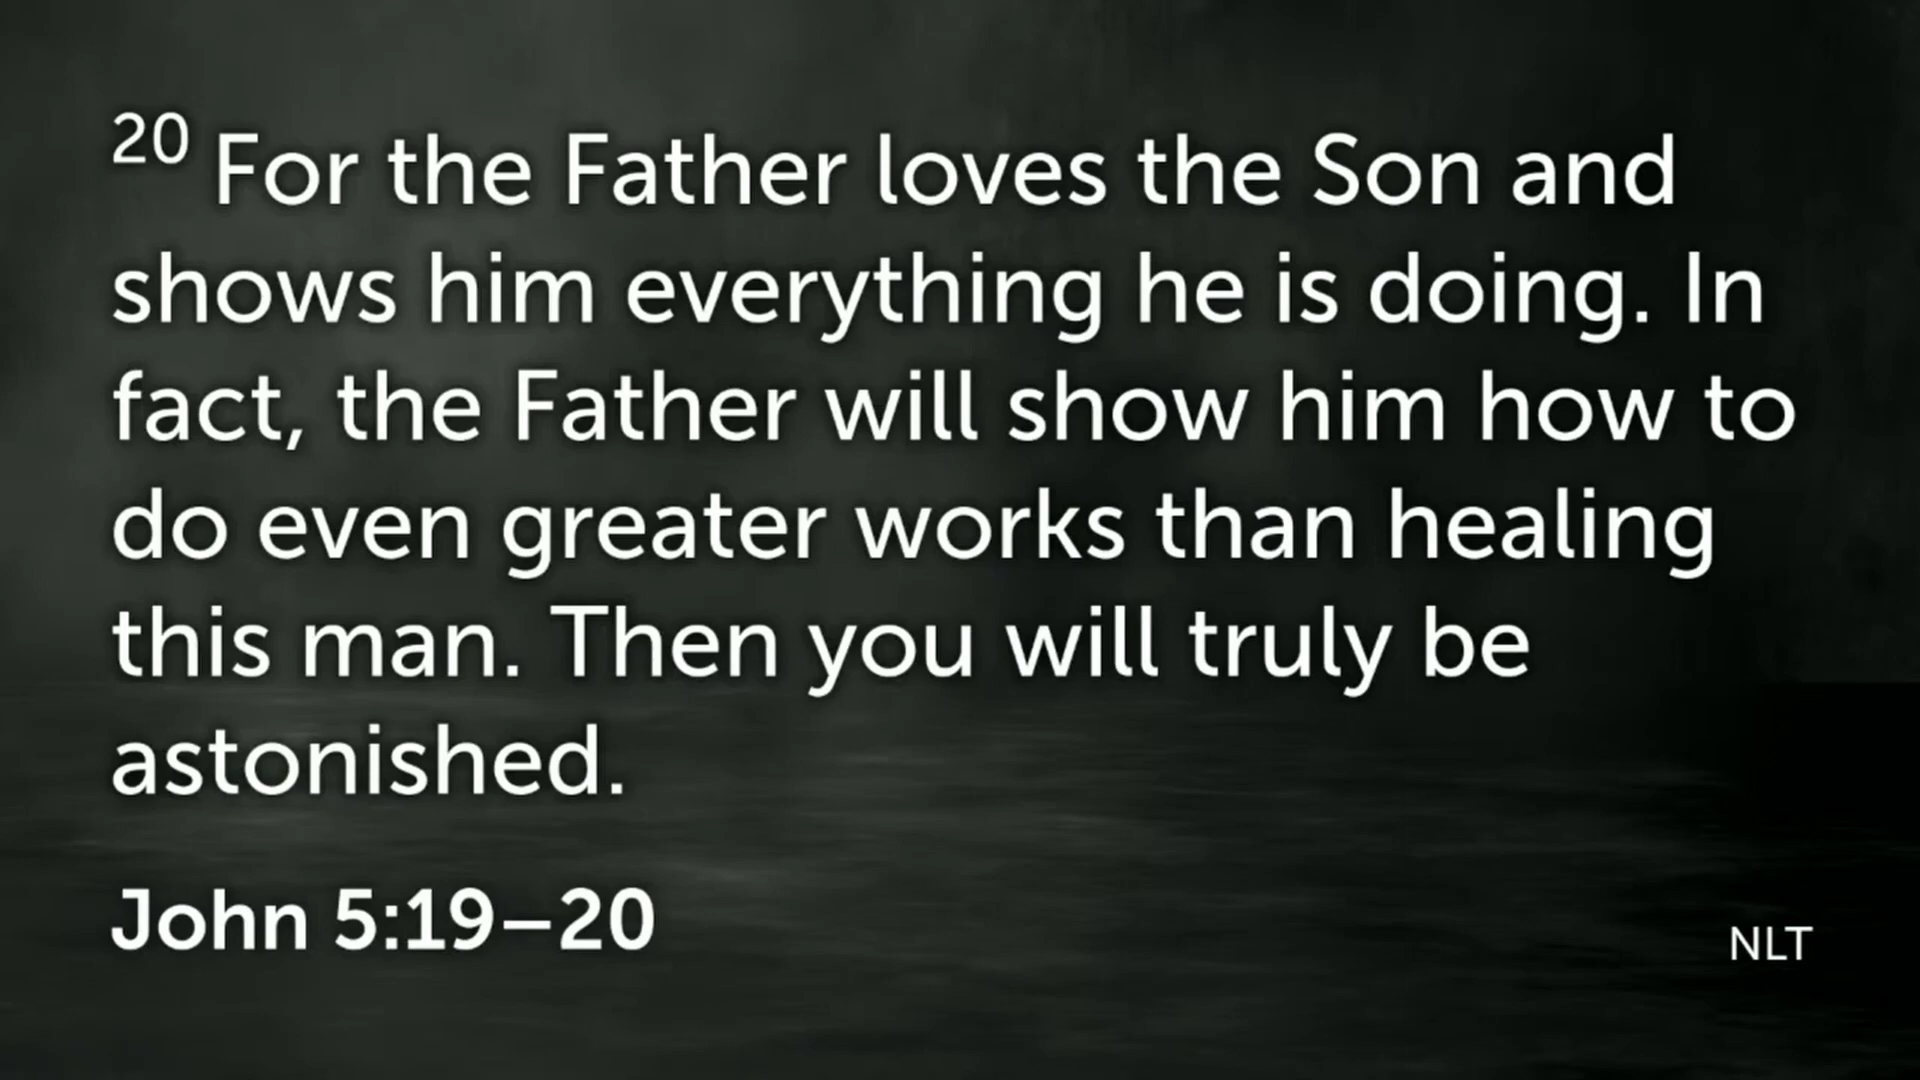 20 For the Father loves the Son and
shows him everything he is doing. In
fact, the Father will show him how to
do even greater works than healing
this man. Then you will truly be
astonished.
John 5:19–20
NLT